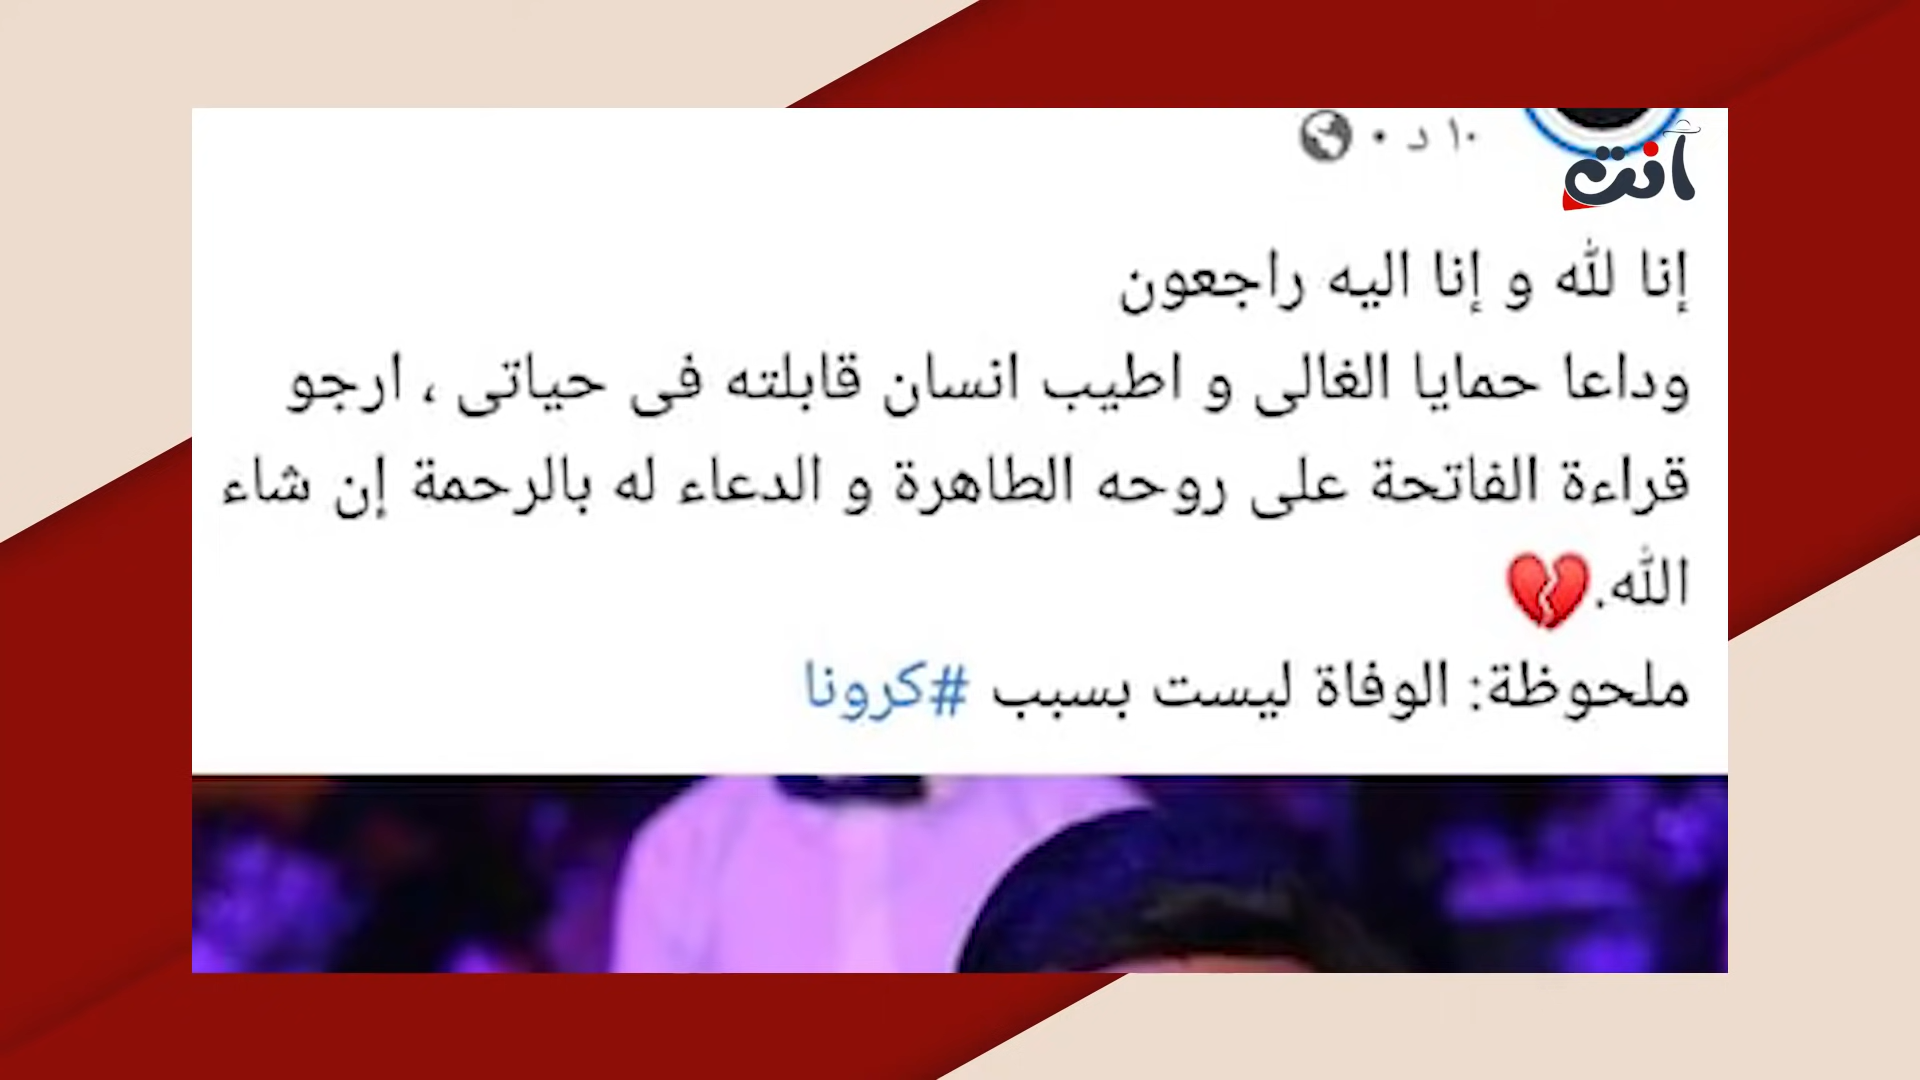 ١٠ د ·
أنت
إنا لله و إنا اليه راجعون
وداعا حمايا الغالى و اطيب انسان قابلته فى حياتى ، ارجو
قراءة الفاتحة على روحه الطاهرة و الدعاء له بالرحمة إن شاء
الله.💔
ملحوظة: الوفاة ليست بسبب #كرونا